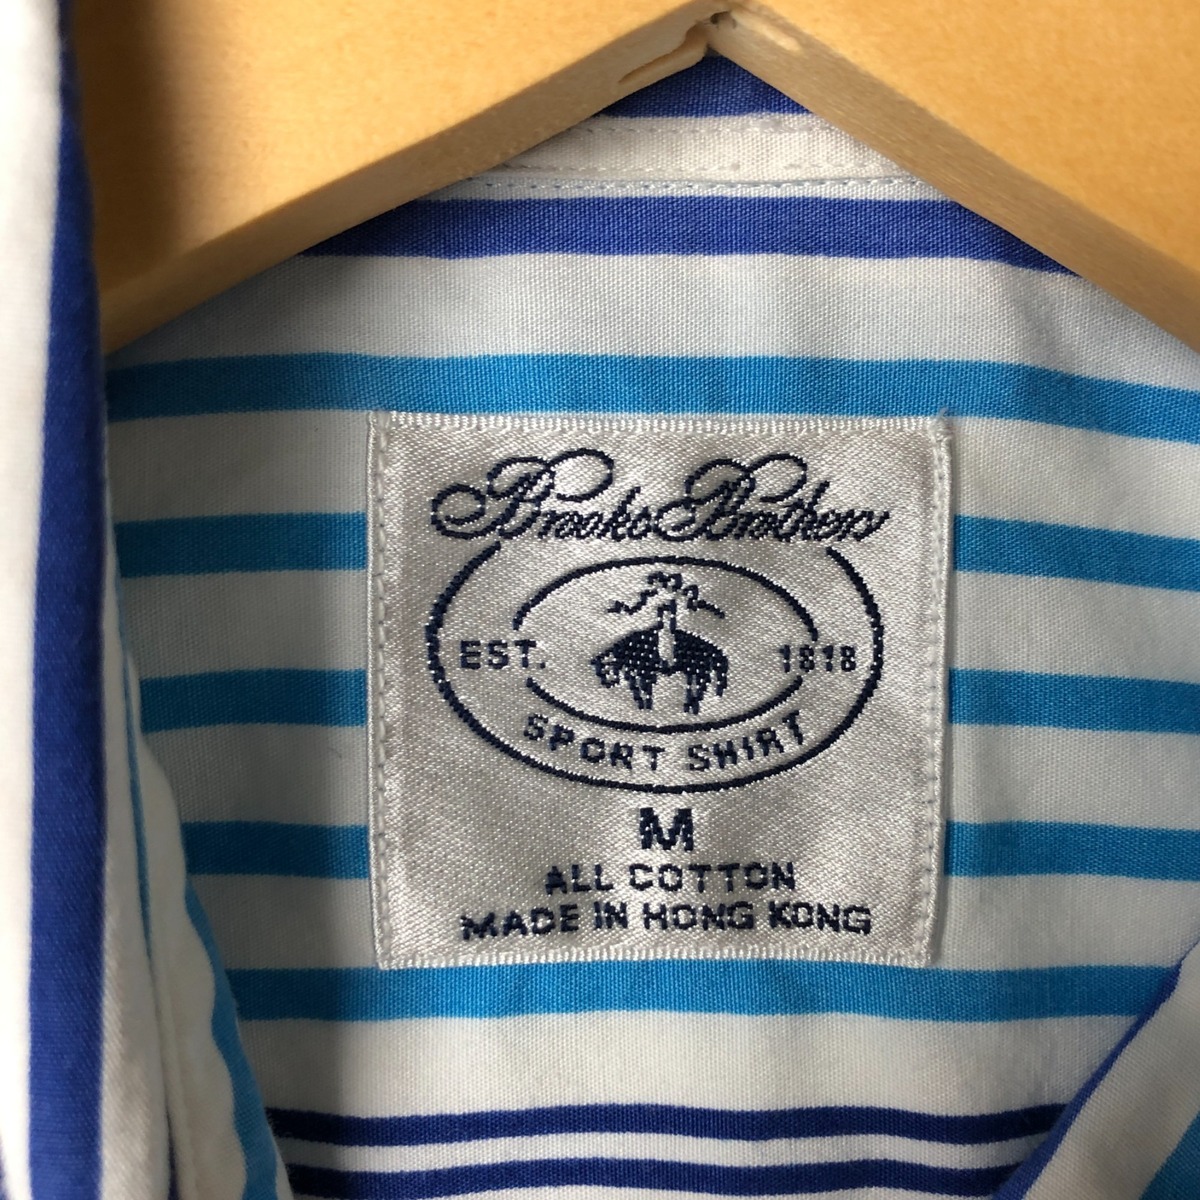 Brooks Brothers
EST. 1818
SPORT SHIRT
M
ALL COTTON
MADE IN HONG KONG